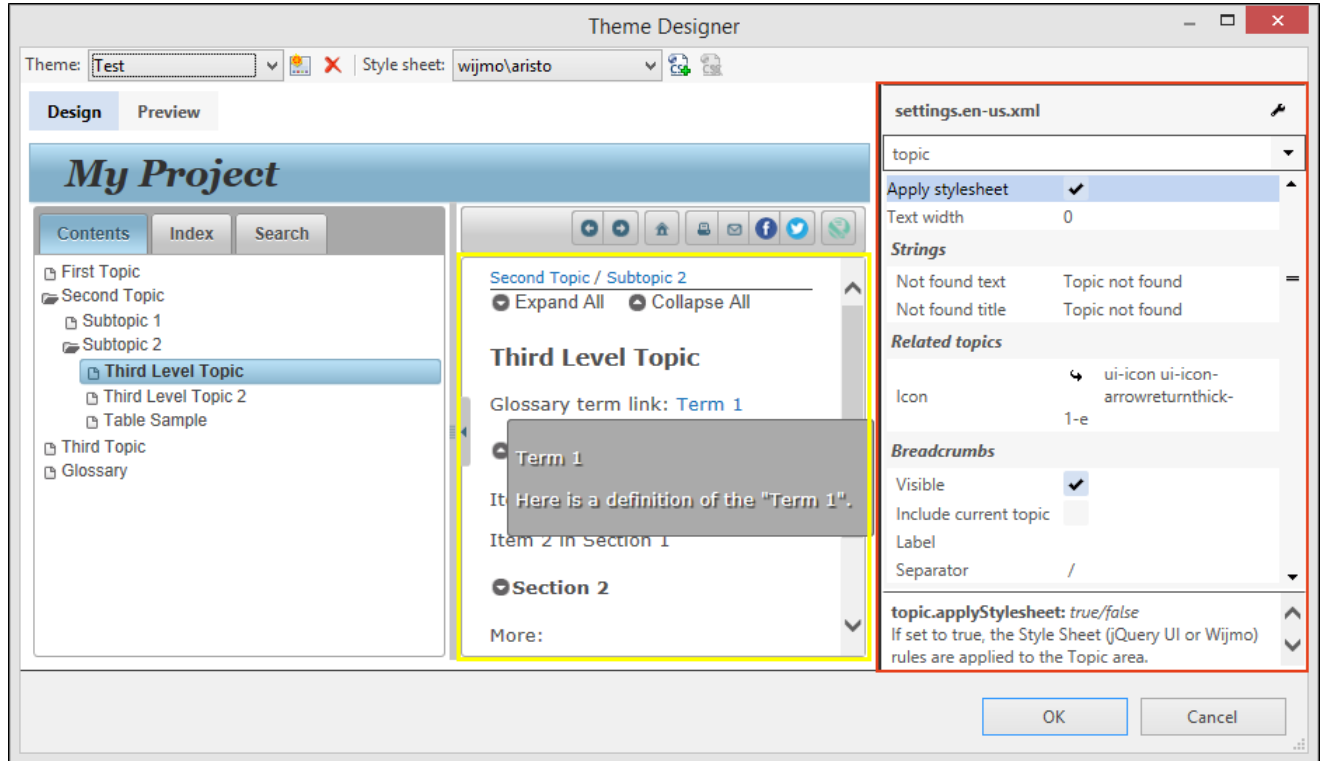 Theme Designer
Theme: Test Style sheet: wijmo\aristo
Design Preview
My Project
Contents Index Search
First Topic
Second Topic
Subtopic 1
Subtopic 2
Third Level Topic
Third Level Topic 2
Table Sample
Third Topic
Glossary
Second Topic / Subtopic 2
Expand All Collapse All
Third Level Topic
Glossary term link: Term 1
Term 1
Here is a definition of the "Term 1".
Item 2 in Section 1
Section 2
More:
settings.en-us.xml
topic
Apply stylesheet
Text width 0
Strings
Not found text Topic not found
Not found title Topic not found
Related topics
Icon ui-icon ui-icon-
arrowreturnthick-
1-e
Breadcrumbs
Visible
Include current topic
Label
Separator /
topic.applyStylesheet: true/false
If set to true, the Style Sheet (jQuery UI or Wijmo)
rules are applied to the Topic area.
OK Cancel